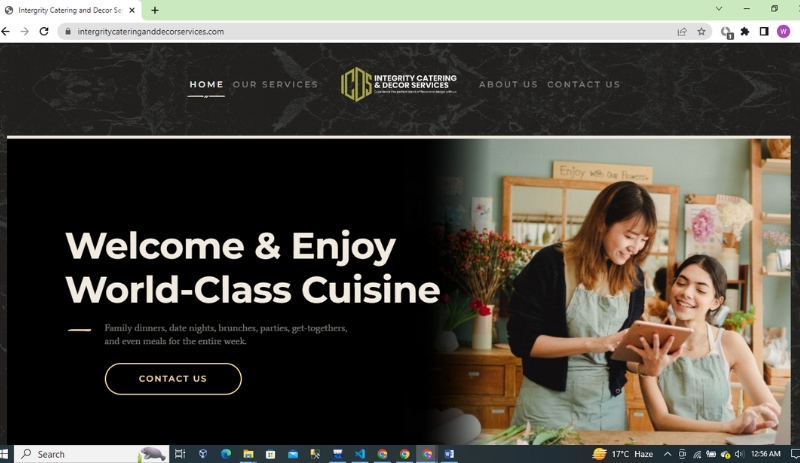 Intergrity Catering and Decor Se
intergritycateringanddecorservices.com
1
W
HOME
OUR SERVICES
ICDS
INTEGRITY CATERING
& DECOR SERVICES
ABOUT US
CONTACT US
Enjoy with Our Flowers
Welcome & Enjoy
World-Class Cuisine
Family dinners, date nights, brunches, parties, get-togethers,
and even meals for the entire week.
CONTACT US
Search
17°C Haze
12:56 AM